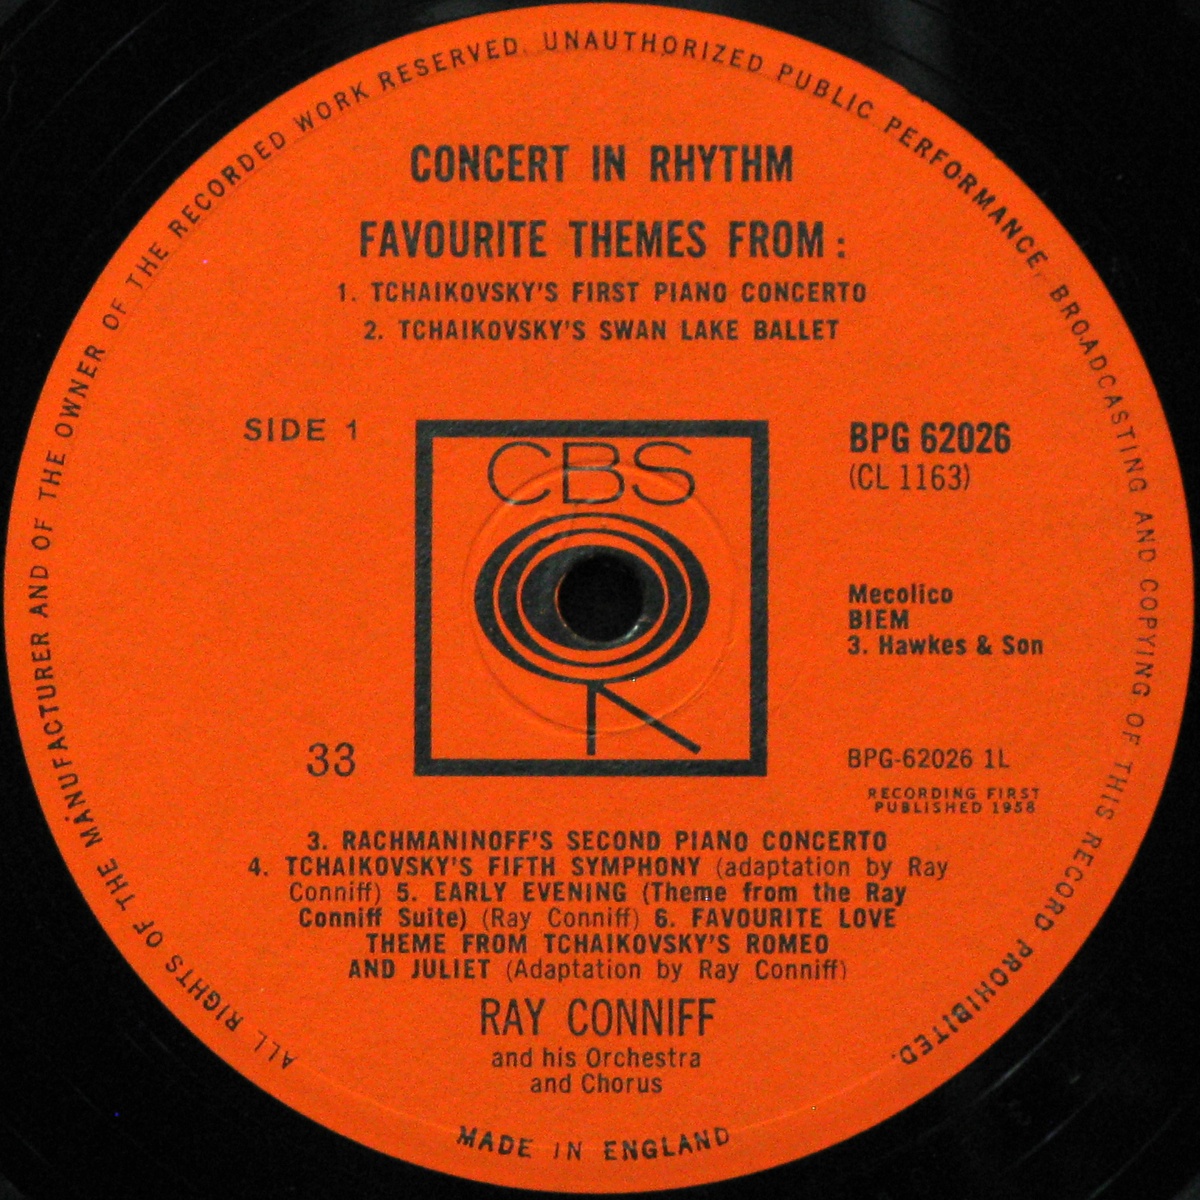 ALL RIGHTS OF THE MANUFACTURER AND OF THE OWNER OF THE RECORDED WORK RESERVED. UNAUTHORIZED PUBLIC PERFORMANCE, BROADCASTING AND COPYING OF THIS RECORD PROHIBITED.
CONCERT IN RHYTHM
FAVOURITE THEMES FROM :
1. TCHAIKOVSKY'S FIRST PIANO CONCERTO
2. TCHAIKOVSKY'S SWAN LAKE BALLET
SIDE 1
CBS
BPG 62026
(CL 1163)
Mecolico
BIEM
3. Hawkes & Son
33
BPG-62026 1L
RECORDING FIRST
PUBLISHED 1958
3. RACHMANINOFF'S SECOND PIANO CONCERTO
4. TCHAIKOVSKY'S FIFTH SYMPHONY (adaptation by Ray
Conniff) 5. EARLY EVENING (Theme from the Ray
Conniff Suite) (Ray Conniff) 6. FAVOURITE LOVE
THEME FROM TCHAIKOVSKY'S ROMEO
AND JULIET (Adaptation by Ray Conniff)
RAY CONNIFF
and his Orchestra
and Chorus
MADE IN ENGLAND